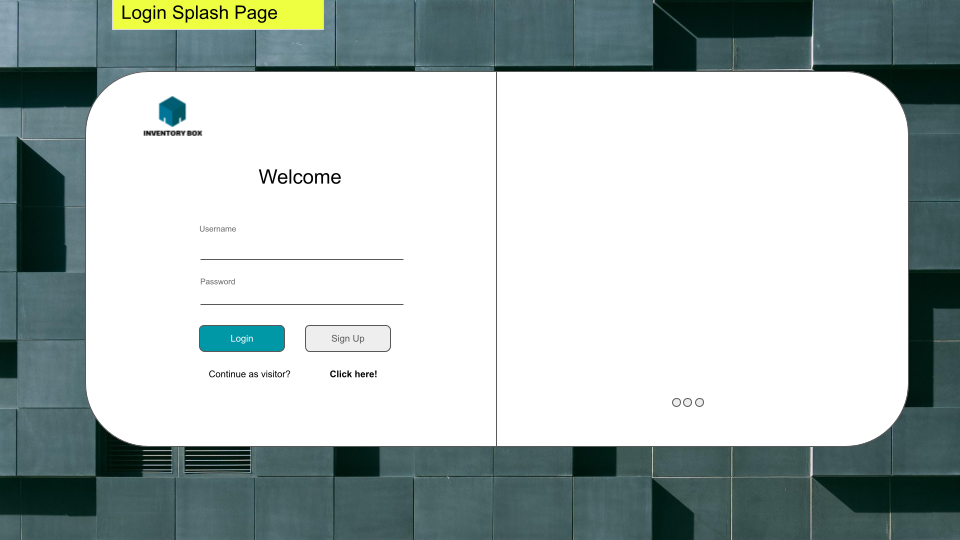 Login Splash Page
INVENTORY BOX
Welcome
Username
Password
Login
Sign Up
Continue as visitor?
Click here!